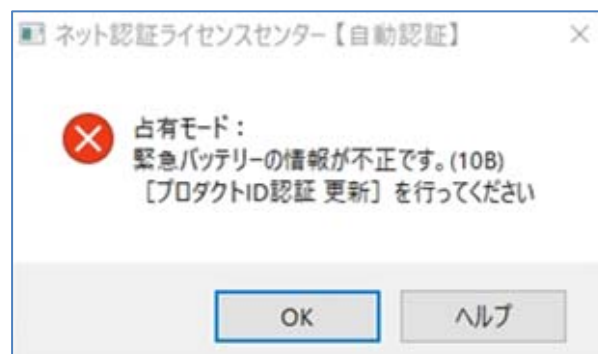 ネット認証ライセンスセンター【自動認証】
占有モード：
緊急バッテリーの情報が不正です。(10B)
［プロダクトID認証 更新］を行ってください
OK
ヘルプ